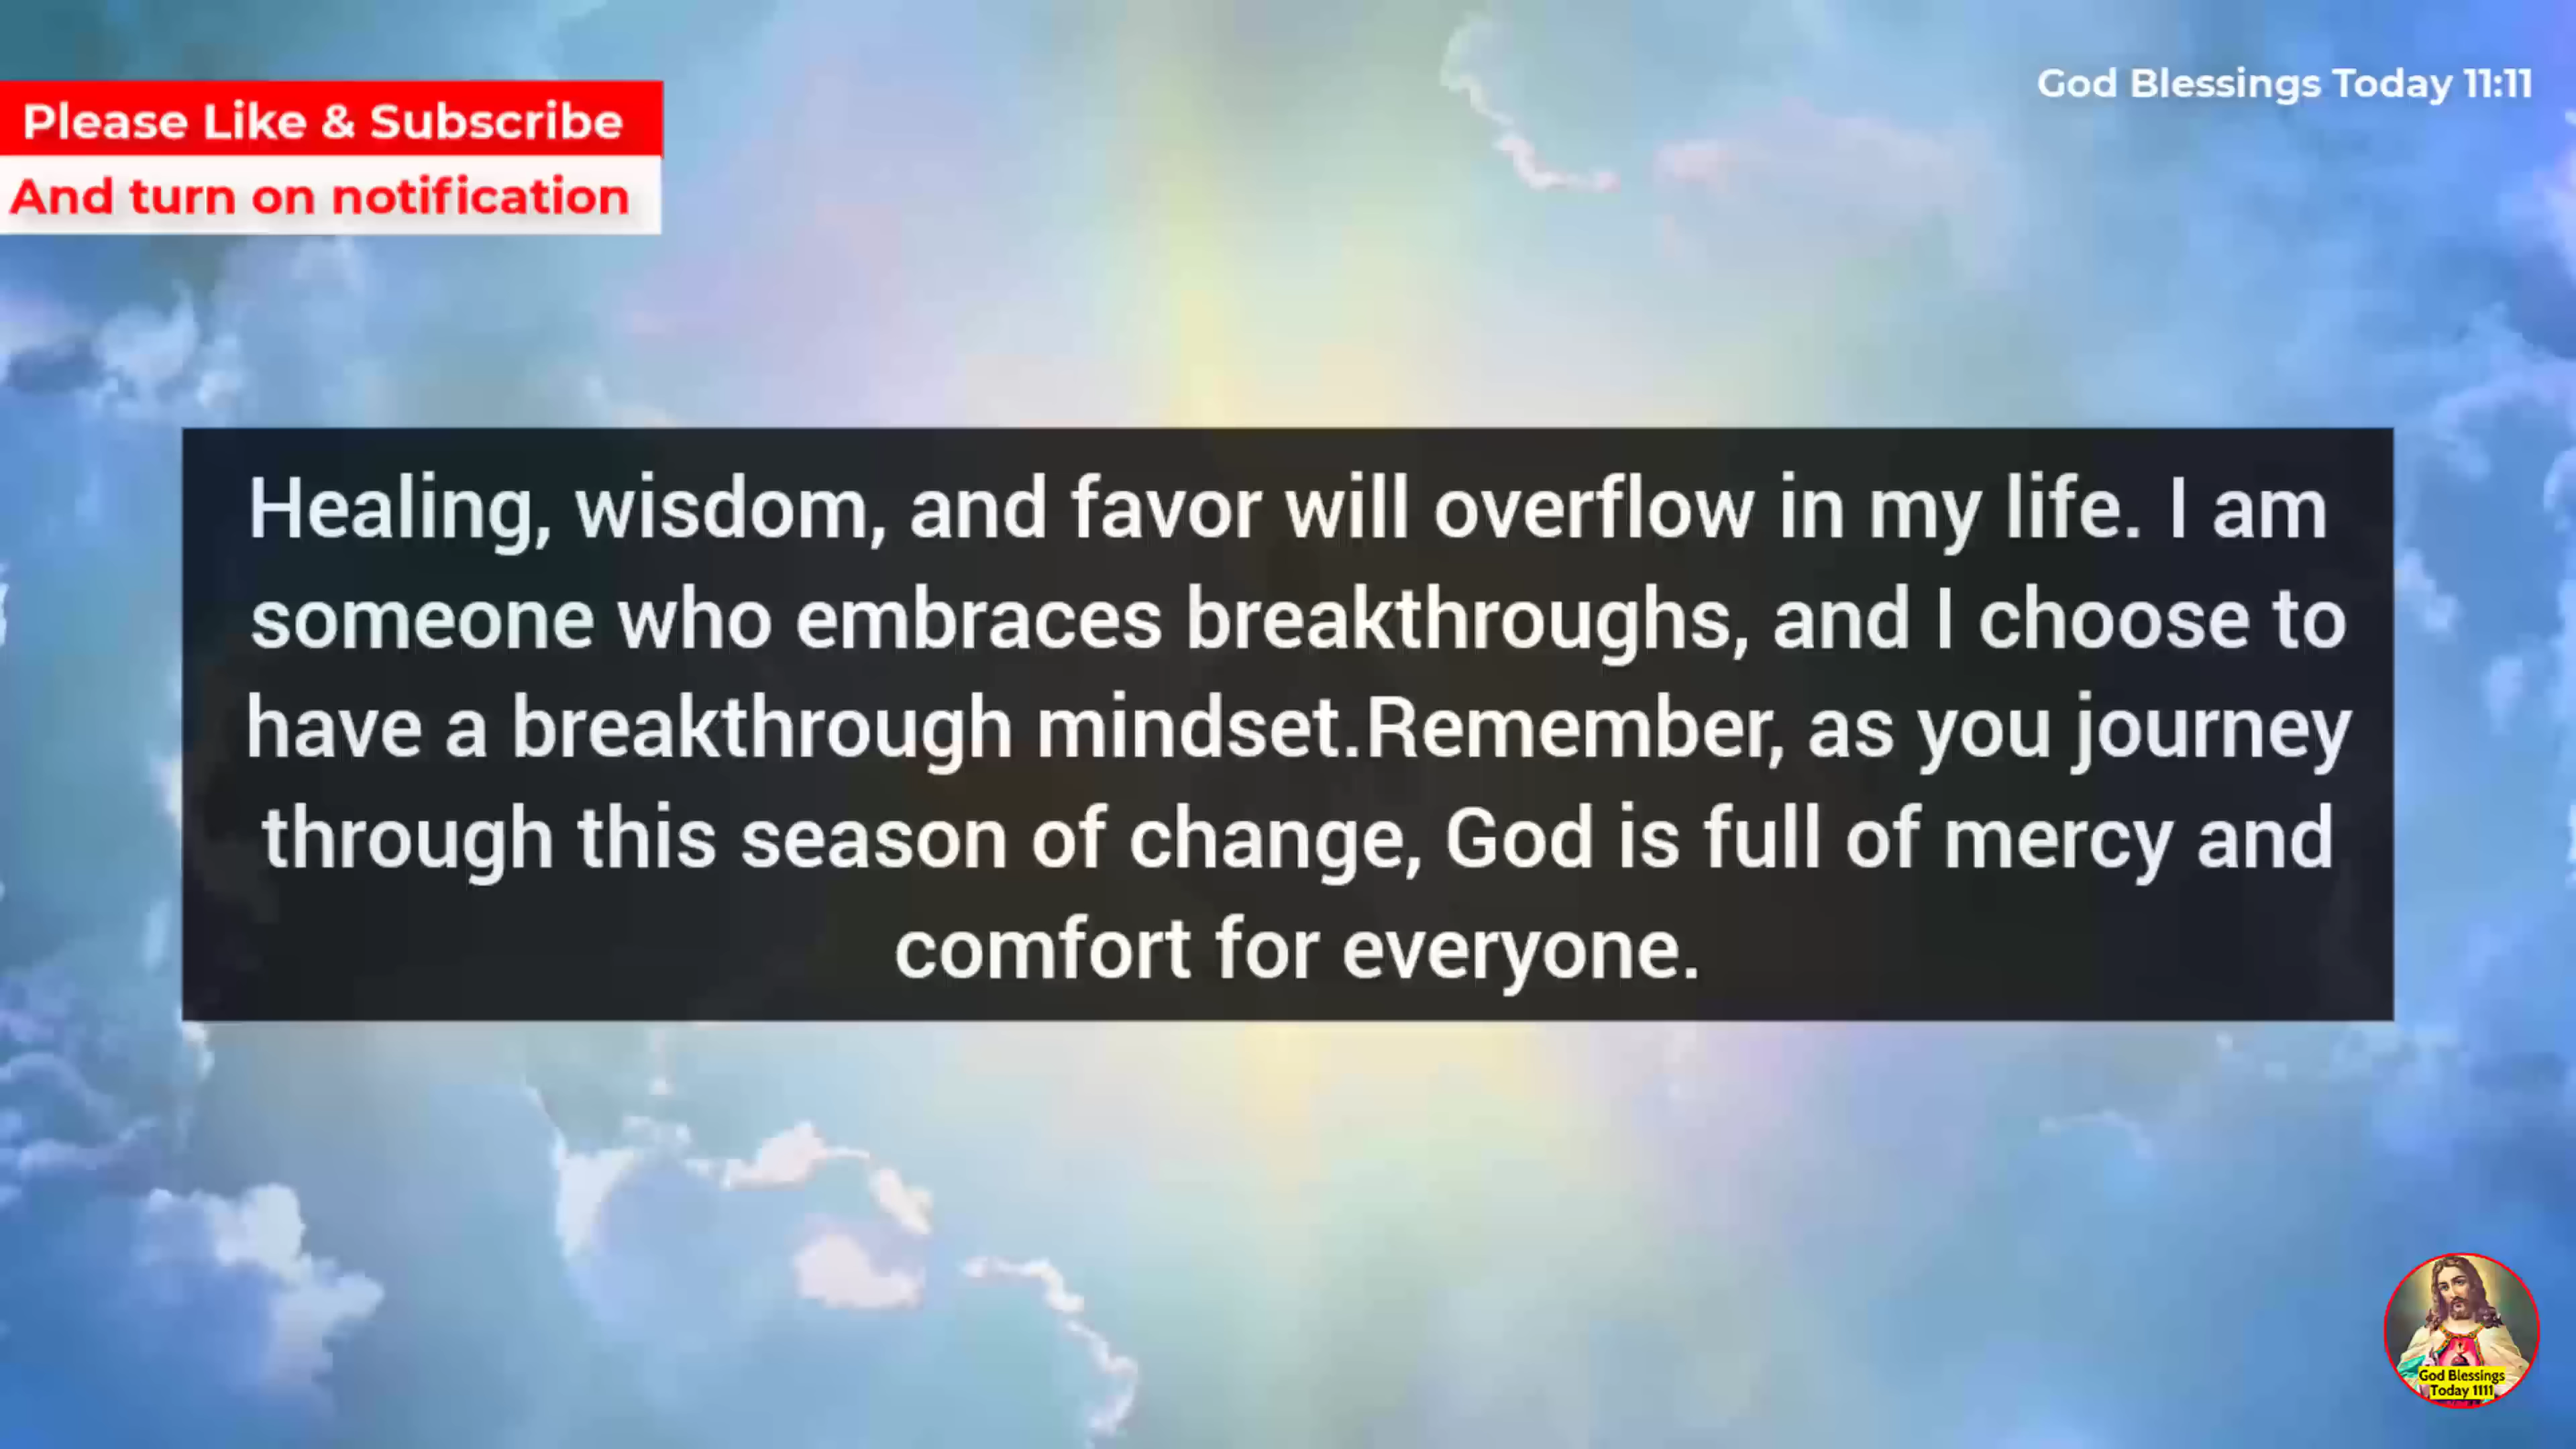 Please Like & Subscribe
And turn on notification
God Blessings Today 11:11
Healing, wisdom, and favor will overflow in my life. I am
someone who embraces breakthroughs, and I choose to
have a breakthrough mindset.Remember, as you journey
through this season of change, God is full of mercy and
comfort for everyone.
God Blessings
Today 1111